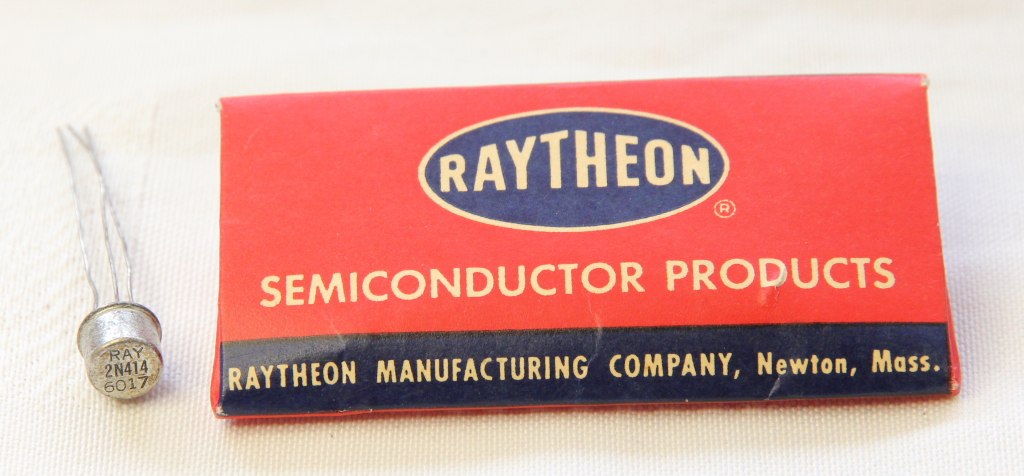 RAYTHEON
®
SEMICONDUCTOR PRODUCTS
RAYTHEON MANUFACTURING COMPANY, Newton, Mass.
RAY
2N414
6017